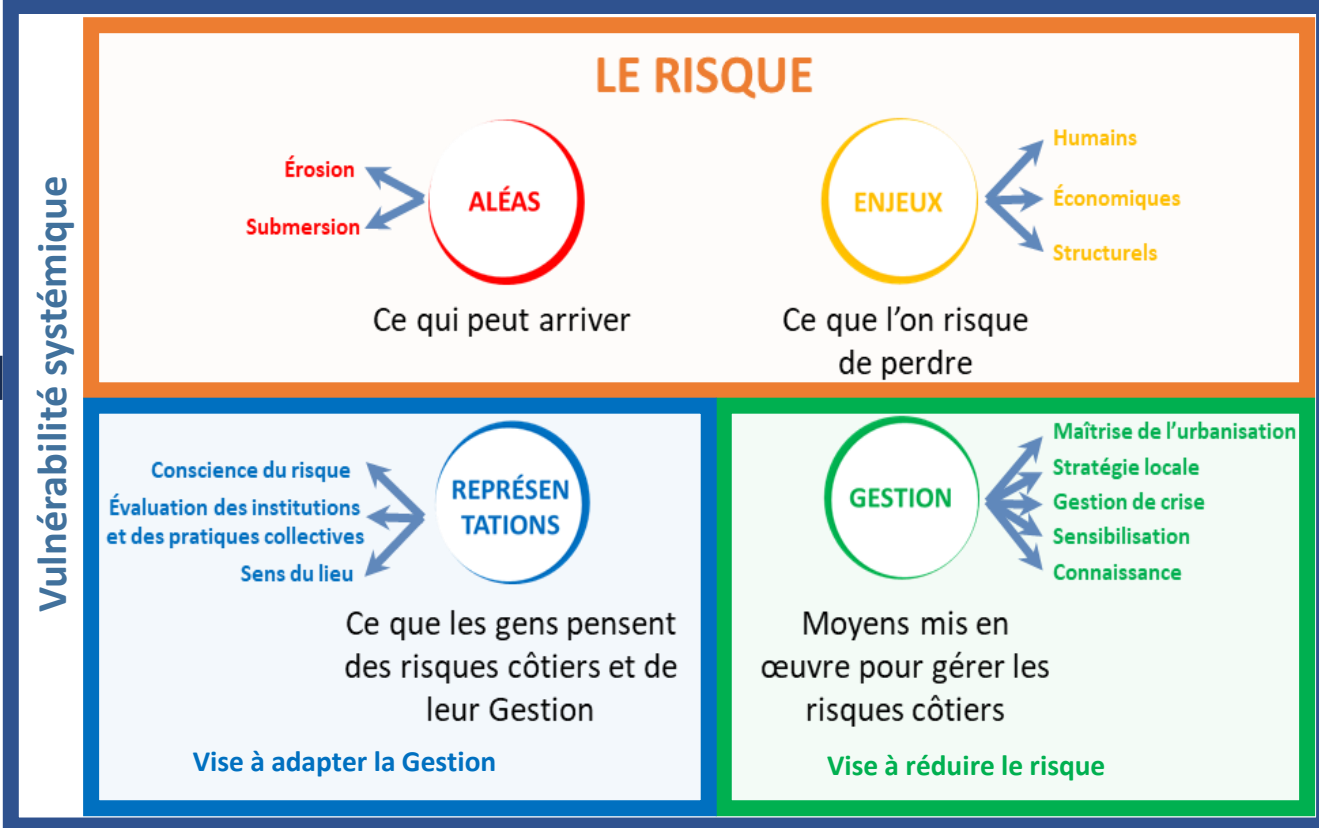 Vulnérabilité systémique
LE RISQUE
Érosion
Submersion
ALÉAS
Ce qui peut arriver
ENJEUX
Humains
Économiques
Structurels
Ce que l’on risque
de perdre
Conscience du risque
Évaluation des institutions
et des pratiques collectives
Sens du lieu
REPRÉSEN
TATIONS
Ce que les gens pensent
des risques côtiers et de
leur Gestion
Vise à adapter la Gestion
GESTION
Maîtrise de l’urbanisation
Stratégie locale
Gestion de crise
Sensibilisation
Connaissance
Moyens mis en
œuvre pour gérer les
risques côtiers
Vise à réduire le risque